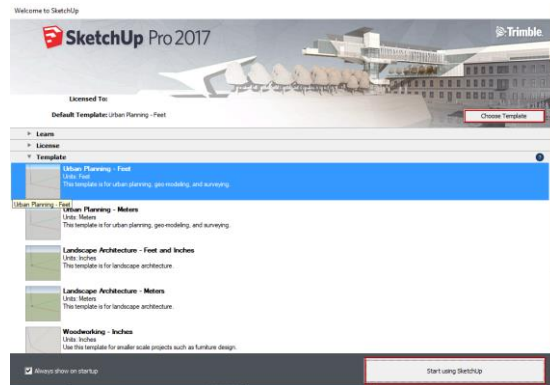 Welcome to SketchUp
SketchUp Pro 2017
Trimble
Licensed To:
Default Template: Urban Planning - Feet
Choose Template
Learn
License
Template
Urban Planning - Feet
Units: Feet
This template is for urban planning, geo-modeling, and surveying.
Urban Planning - Feet
Urban Planning - Meters
Units: Meters
This template is for urban planning, geo-modeling, and surveying.
Landscape Architecture - Feet and Inches
Units: Inches
This template is for landscape architecture.
Landscape Architecture - Meters
Units: Meters
This template is for landscape architecture.
Woodworking - Inches
Units: Inches
Use this template for smaller scale projects such as furniture design.
Always show on startup
Start using SketchUp